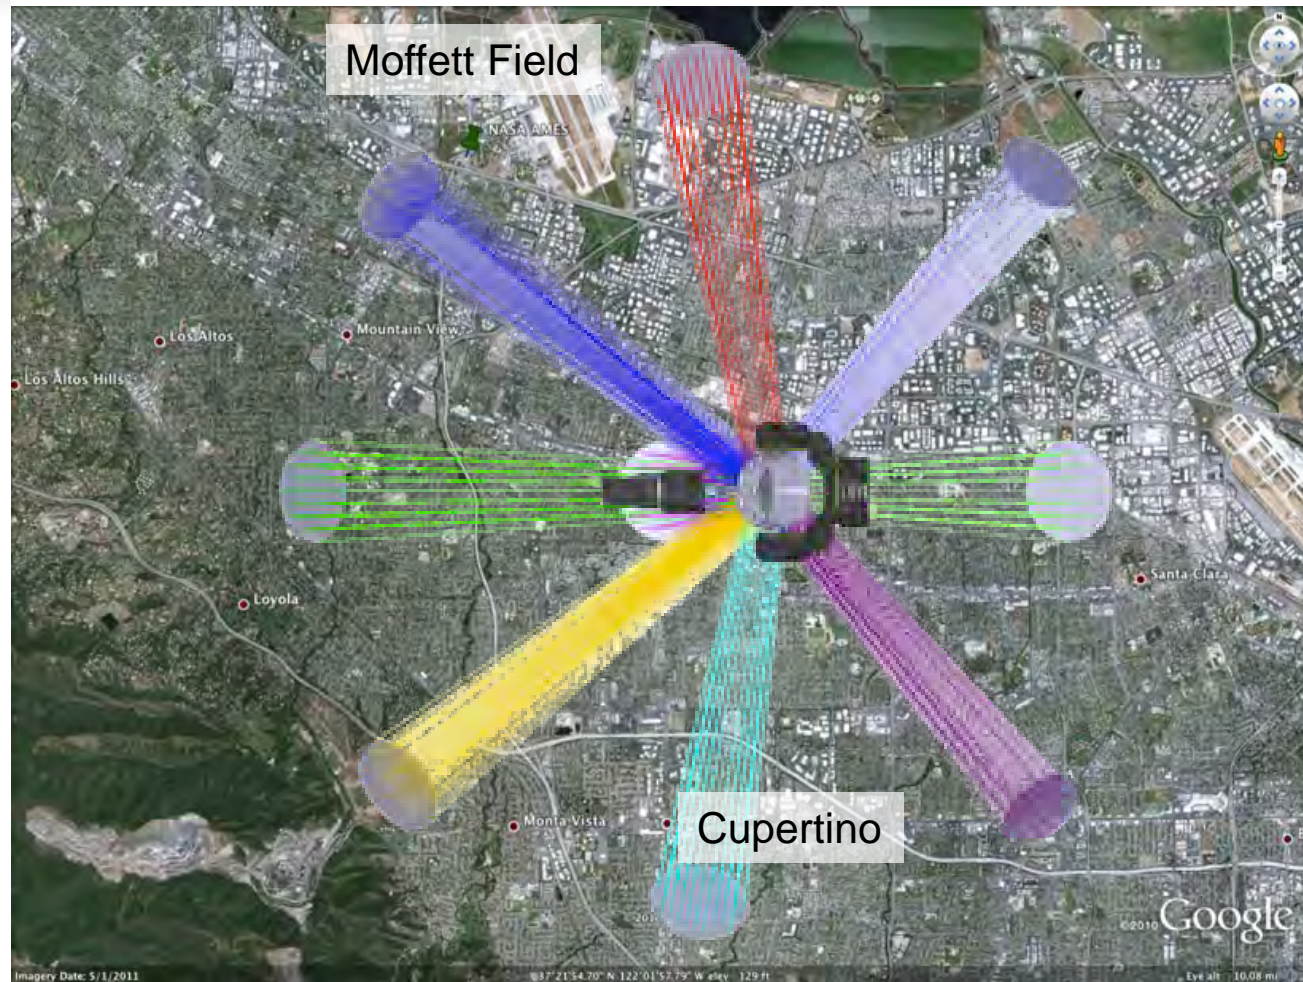 N
Moffett Field
NASA AMES
Los Altos
Mountain View
Los Altos Hills
Santa Clara
Loyola
Monta Vista
Cupertino
©2010 Google
Imagery Date: 5/1/2011
37°21'54.70" N 122°01'57.79" W elev 129 ft
Eye alt 10.08 mi